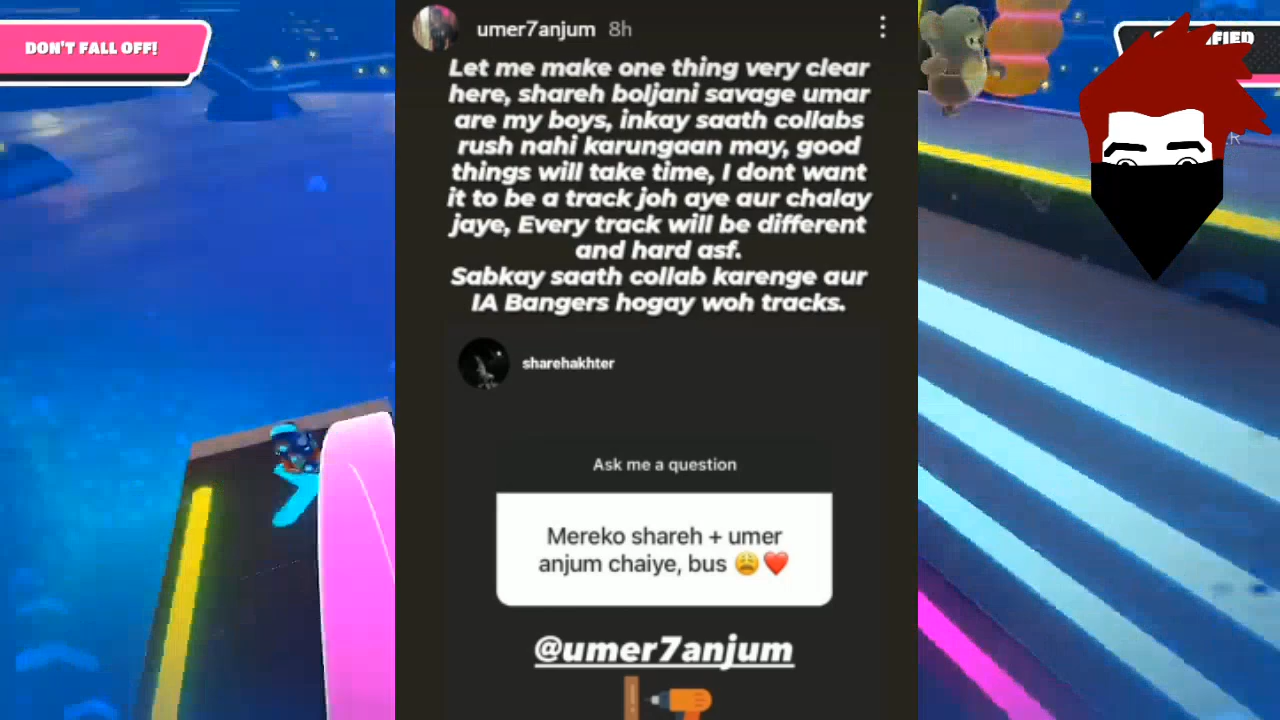 DON'T FALL OFF!
umer7anjum 8h
Let me make one thing very clear
here, shareh boljani savage umar
are my boys, inkay saath collabs
rush nahi karungaan may, good
things will take time, I dont want
it to be a track joh aye aur chalay
jaye, Every track will be different
and hard asf.
Sabkay saath collab karenge aur
IA Bangers hogay woh tracks.
sharehakhter
Ask me a question
Mereko shareh + umer
anjum chaiye, bus 😩❤️
@umer7anjum